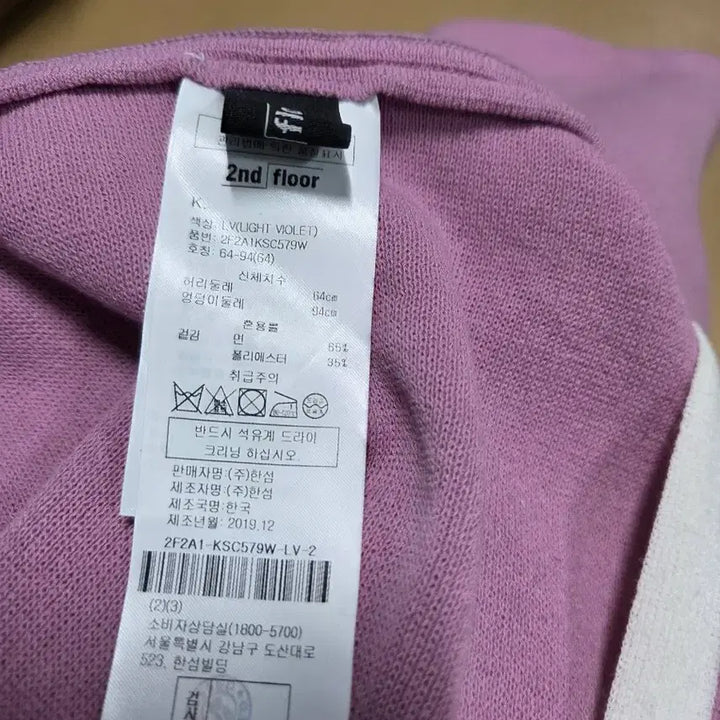 fl
2nd floor
K.
색상: LV(LIGHT VIOLET)
품번: 2F2A1KSC579W
호칭: 64-94(64)
신체치수
허리둘레 64cm
엉덩이둘레 94cm
혼용률
겉감 면 65%
폴리에스터 35%
취급주의
반드시 석유계 드라이
크리닝 하십시오.
판매자명:(주)한섬
제조자명:(주)한섬
제조국명:한국
제조년월: 2019.12
2F2A1-KSC579W-LV-2
(2)(3)
소비자상담실(1800-5700)
서울특별시 강남구 도산대로
523, 한섬빌딩
검사